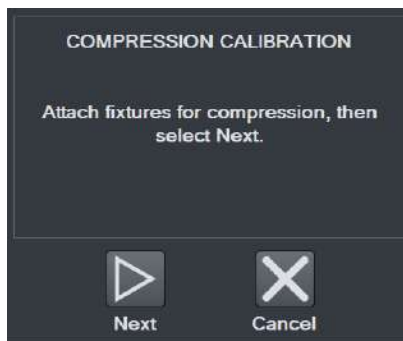 COMPRESSION CALIBRATION
Attach fixtures for compression, then
select Next.
Next
Cancel